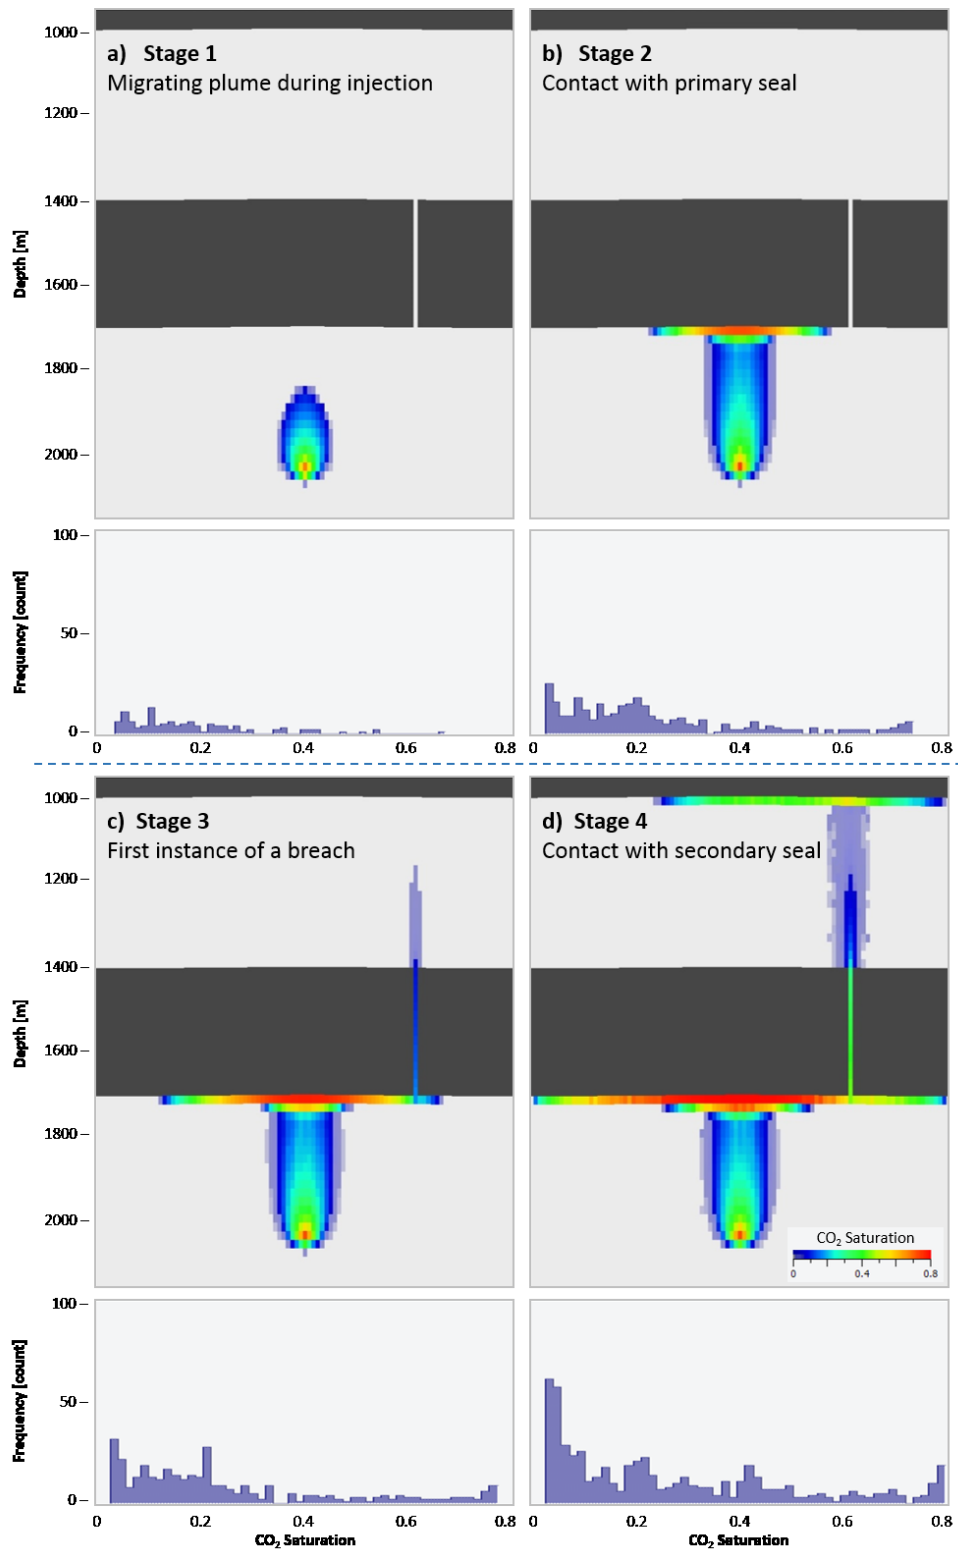 a) Stage 1
Migrating plume during injection
b) Stage 2
Contact with primary seal
1000
1200
1400
1600
1800
2000
Depth [m]
100
50
0
Frequency [count]
0 0.2 0.4 0.6 0.8
0 0.2 0.4 0.6 0.8
c) Stage 3
First instance of a breach
d) Stage 4
Contact with secondary seal
1000
1200
1400
1600
1800
2000
Depth [m]
CO2 Saturation
0 0.4 0.8
100
50
0
Frequency [count]
0 0.2 0.4 0.6 0.8
0 0.2 0.4 0.6 0.8
CO2 Saturation
CO2 Saturation